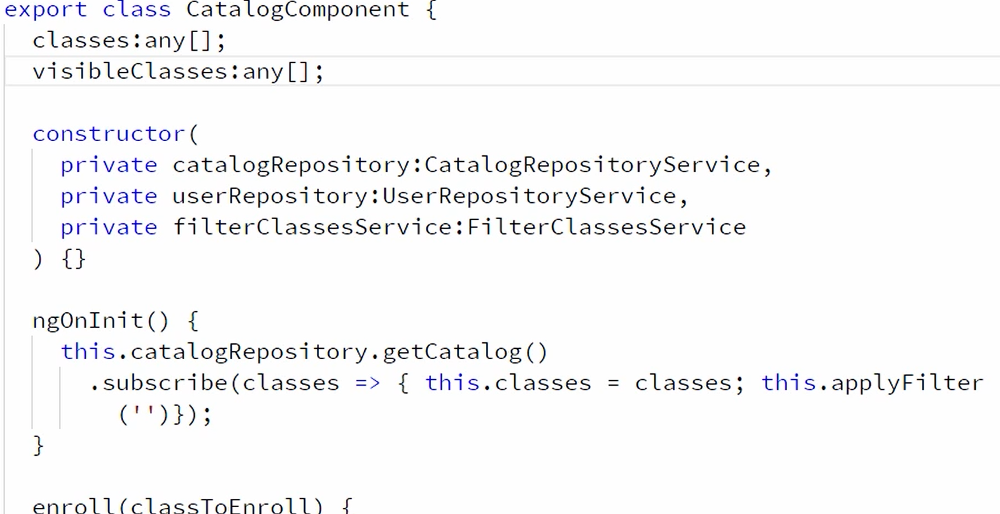 export class CatalogComponent {
classes:any[];
visibleClasses:any[];
constructor(
private catalogRepository:CatalogRepositoryService,
private userRepository:UserRepositoryService,
private filterClassesService:FilterClassesService
) {}
ngOnInit() {
this.catalogRepository.getCatalog()
.subscribe(classes => { this.classes = classes; this.applyFilter
('')});
}
enroll(classToEnroll) {